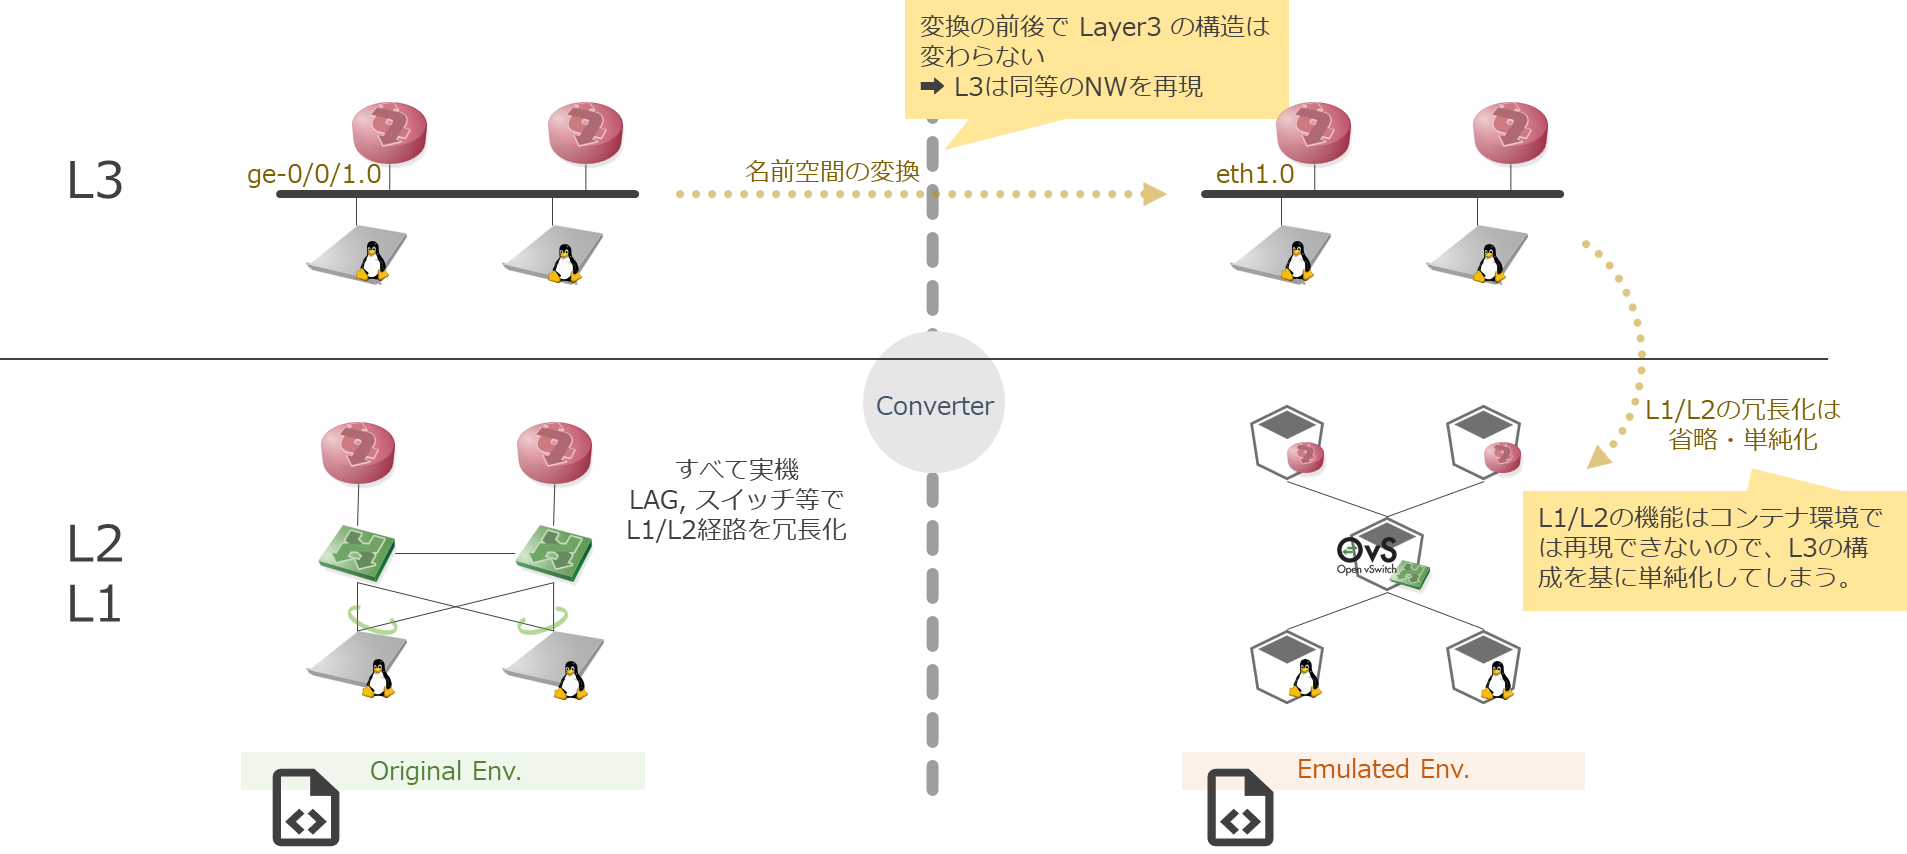 変換の前後で Layer3 の構造は
変わらない
➡ L3は同等のNWを再現
L3
ge-0/0/1.0
名前空間の変換
eth1.0
Converter
L1/L2の冗長化は
省略・単純化
すべて実機
LAG, スイッチ等で
L1/L2経路を冗長化
L2
L1
OvS
Open vSwitch
L1/L2の機能はコンテナ環境で
は再現できないので、L3の構
成を基に単純化してしまう。
Original Env.
Emulated Env.